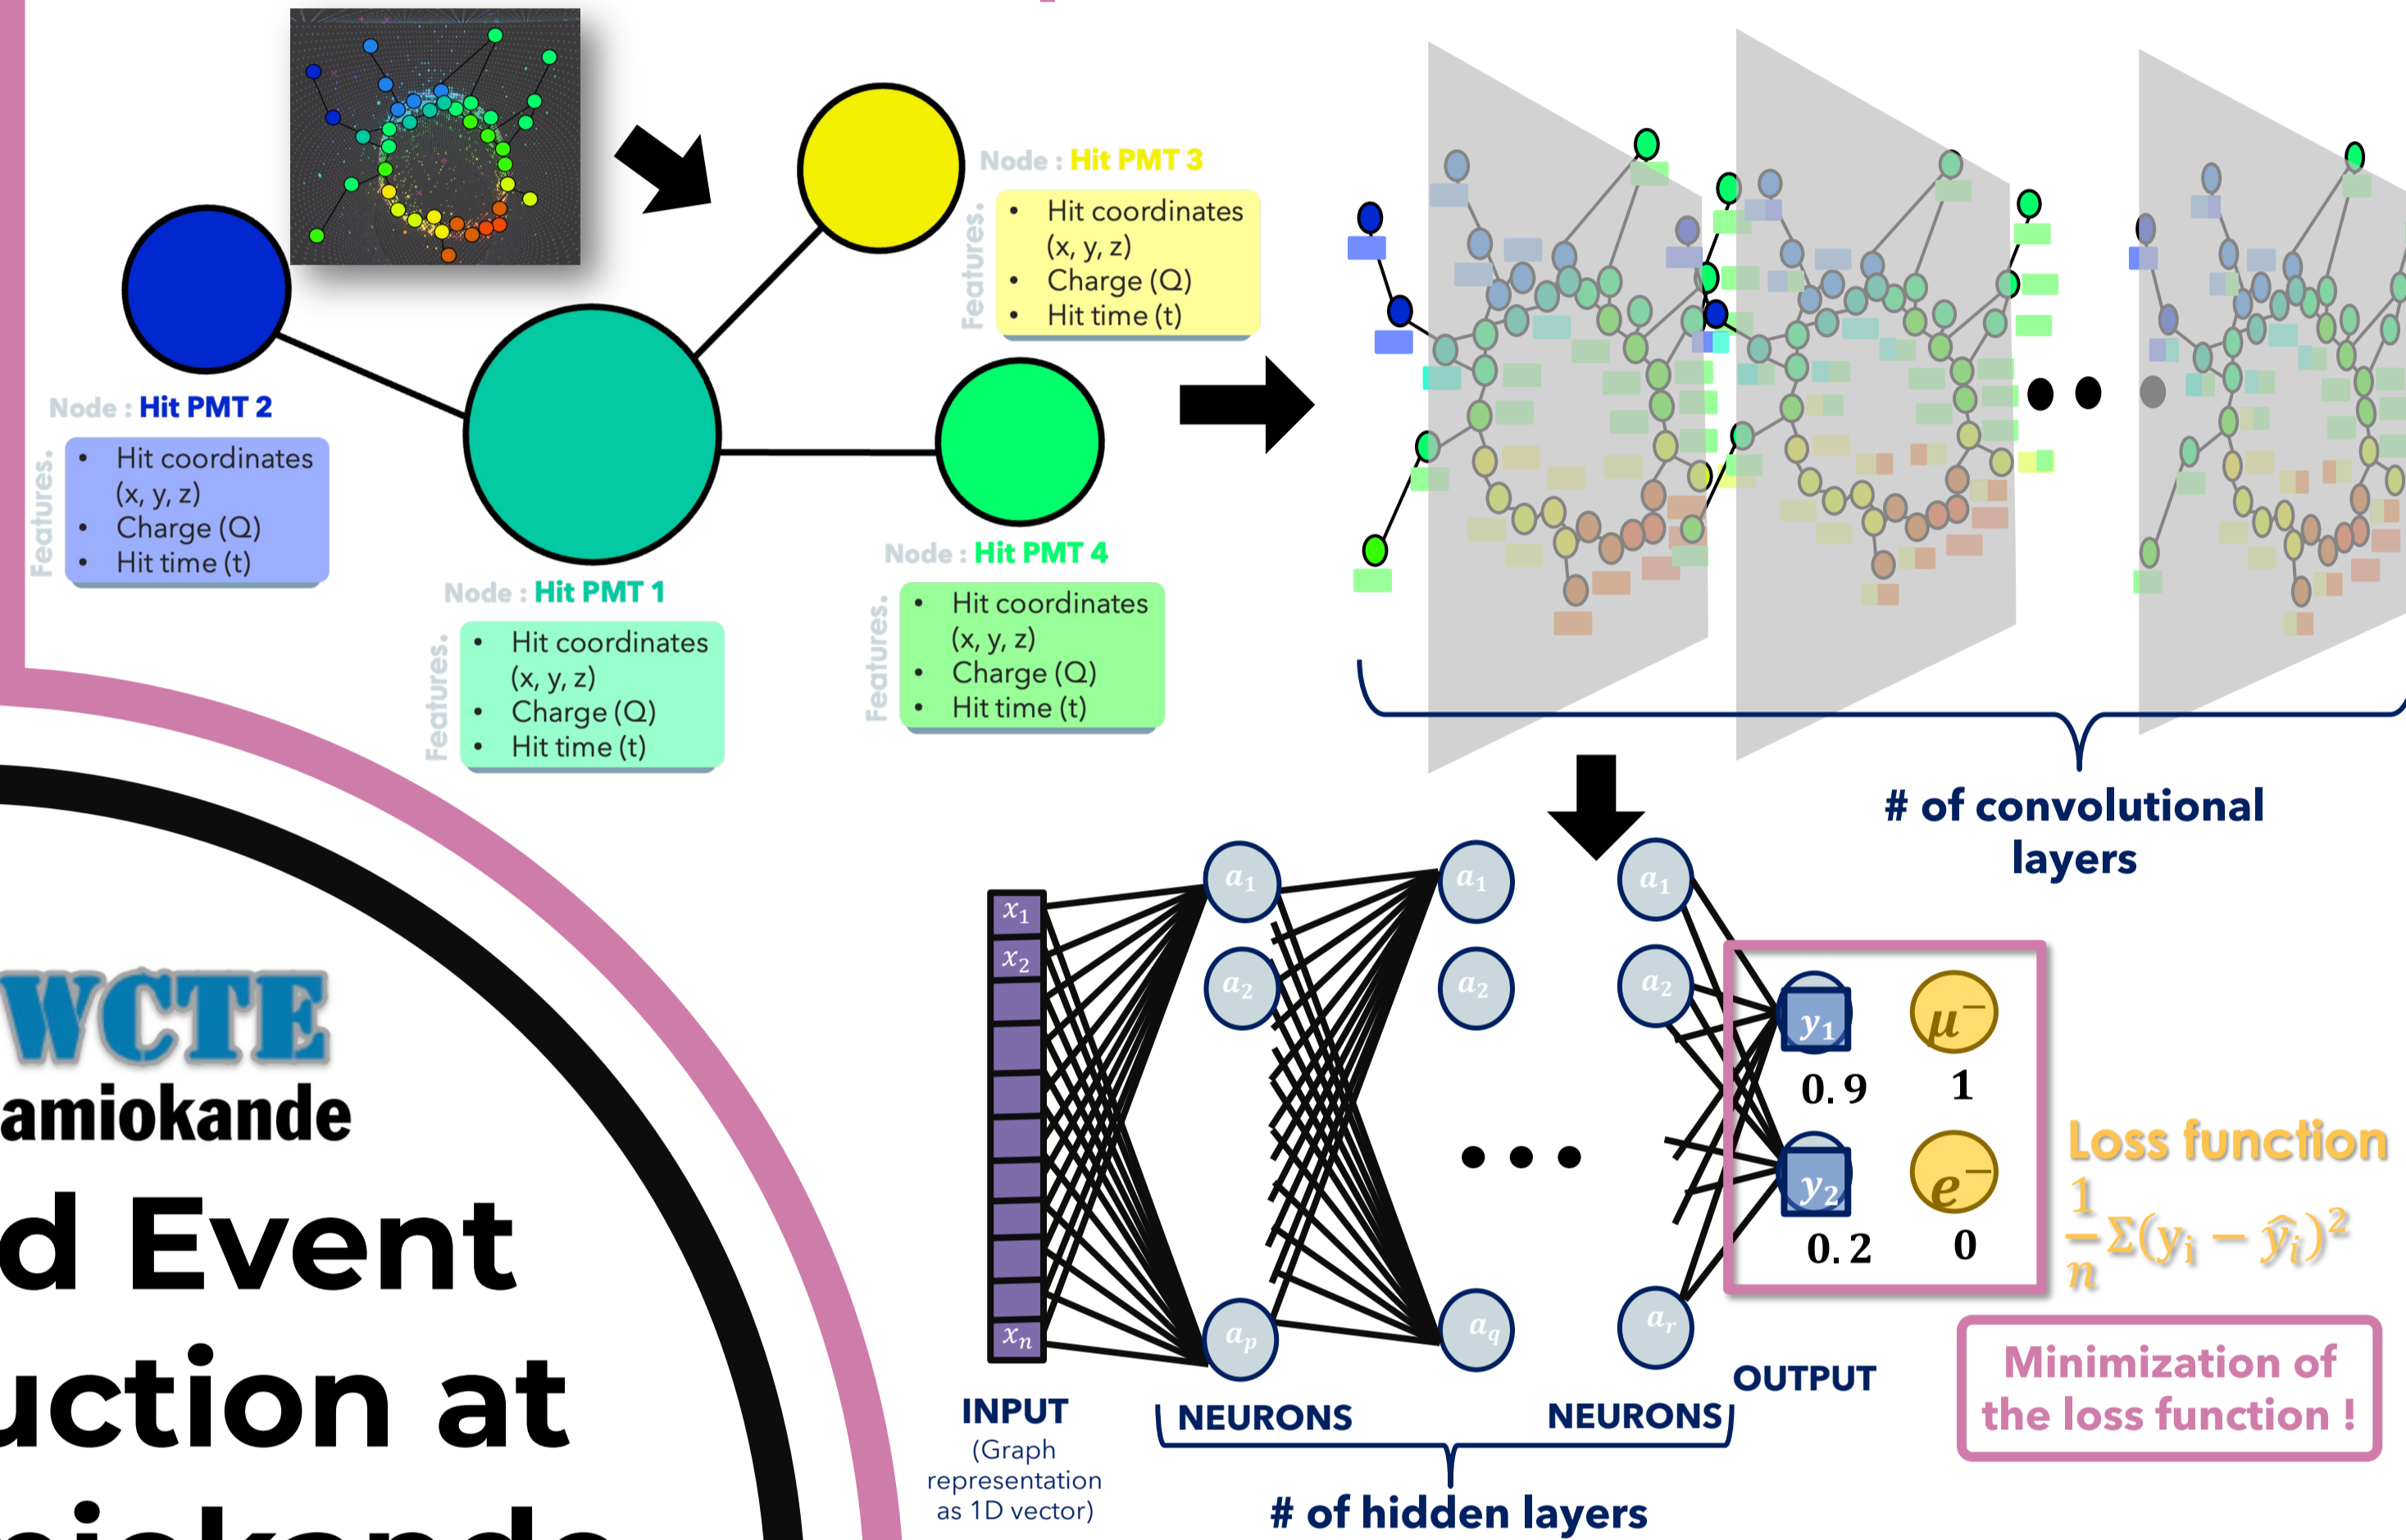 Node : Hit PMT 3
Features.
• Hit coordinates
(x, y, z)
• Charge (Q)
• Hit time (t)
Node : Hit PMT 2
Features.
• Hit coordinates
(x, y, z)
• Charge (Q)
• Hit time (t)
Node : Hit PMT 4
Features.
• Hit coordinates
(x, y, z)
• Charge (Q)
• Hit time (t)
Node : Hit PMT 1
Features.
• Hit coordinates
(x, y, z)
• Charge (Q)
• Hit time (t)
# of convolutional
layers
x₁
x₂
xₙ
a₁
a₂
aₚ
a₁
a₂
a_q
a₁
a₂
aᵣ
y₁ μ⁻
0.9 1
y₂ e⁻
0.2 0
Loss function
1/n Σ(yᵢ − ŷᵢ)²
Minimization of
the loss function !
INPUT
(Graph
representation
as 1D vector)
NEURONS
NEURONS
OUTPUT
# of hidden layers
WCTE
amiokande
d Event
uction at